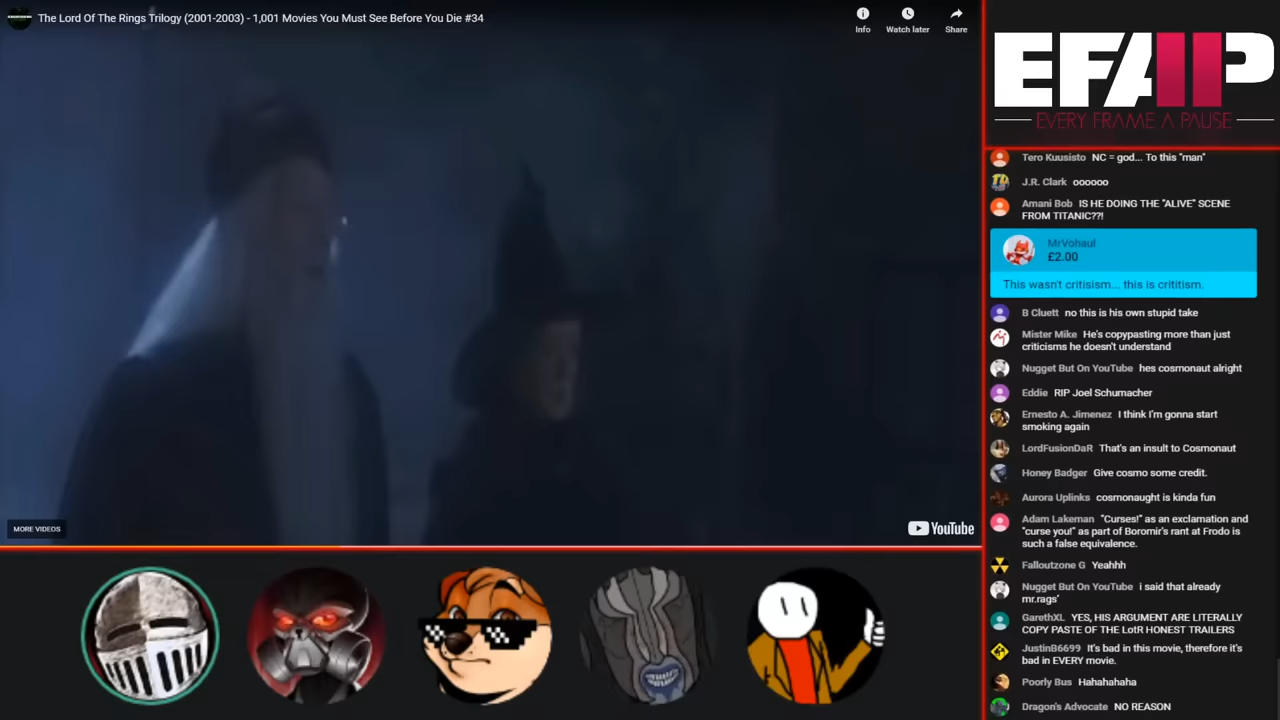 The Lord Of The Rings Trilogy (2001-2003) - 1,001 Movies You Must See Before You Die #34
Info
Watch later
Share
MORE VIDEOS
YouTube
EFAP
EVERY FRAME A PAUSE
Tero Kuusisto NC = god... To this "man"
J.R. Clark oooooo
Amani Bob IS HE DOING THE "ALIVE" SCENE
FROM TITANIC??!
MrVohaul
£2.00
This wasn't critisism... this is crititism.
B Cluett no this is his own stupid take
Mister Mike He's copypasting more than just
criticisms he doesn't understand
Nugget But On YouTube hes cosmonaut alright
Eddie RIP Joel Schumacher
Ernesto A. Jimenez I think I'm gonna start
smoking again
LordFusionDaR That's an insult to Cosmonaut
Honey Badger Give cosmo some credit.
Aurora Uplinks cosmonaught is kinda fun
Adam Lakeman "Curses!" as an exclamation and
"curse you!" as part of Boromir's rant at Frodo is
such a false equivalence.
Falloutzone G Yeahhh
Nugget But On YouTube i said that already
mr.rags'
GarethXL YES, HIS ARGUMENT ARE LITERALLY
COPY PASTE OF THE LotR HONEST TRAILERS
JustinB6699 It's bad in this movie, therefore it's
bad in EVERY movie.
Poorly Bus Hahahahaha
Dragon's Advocate NO REASON